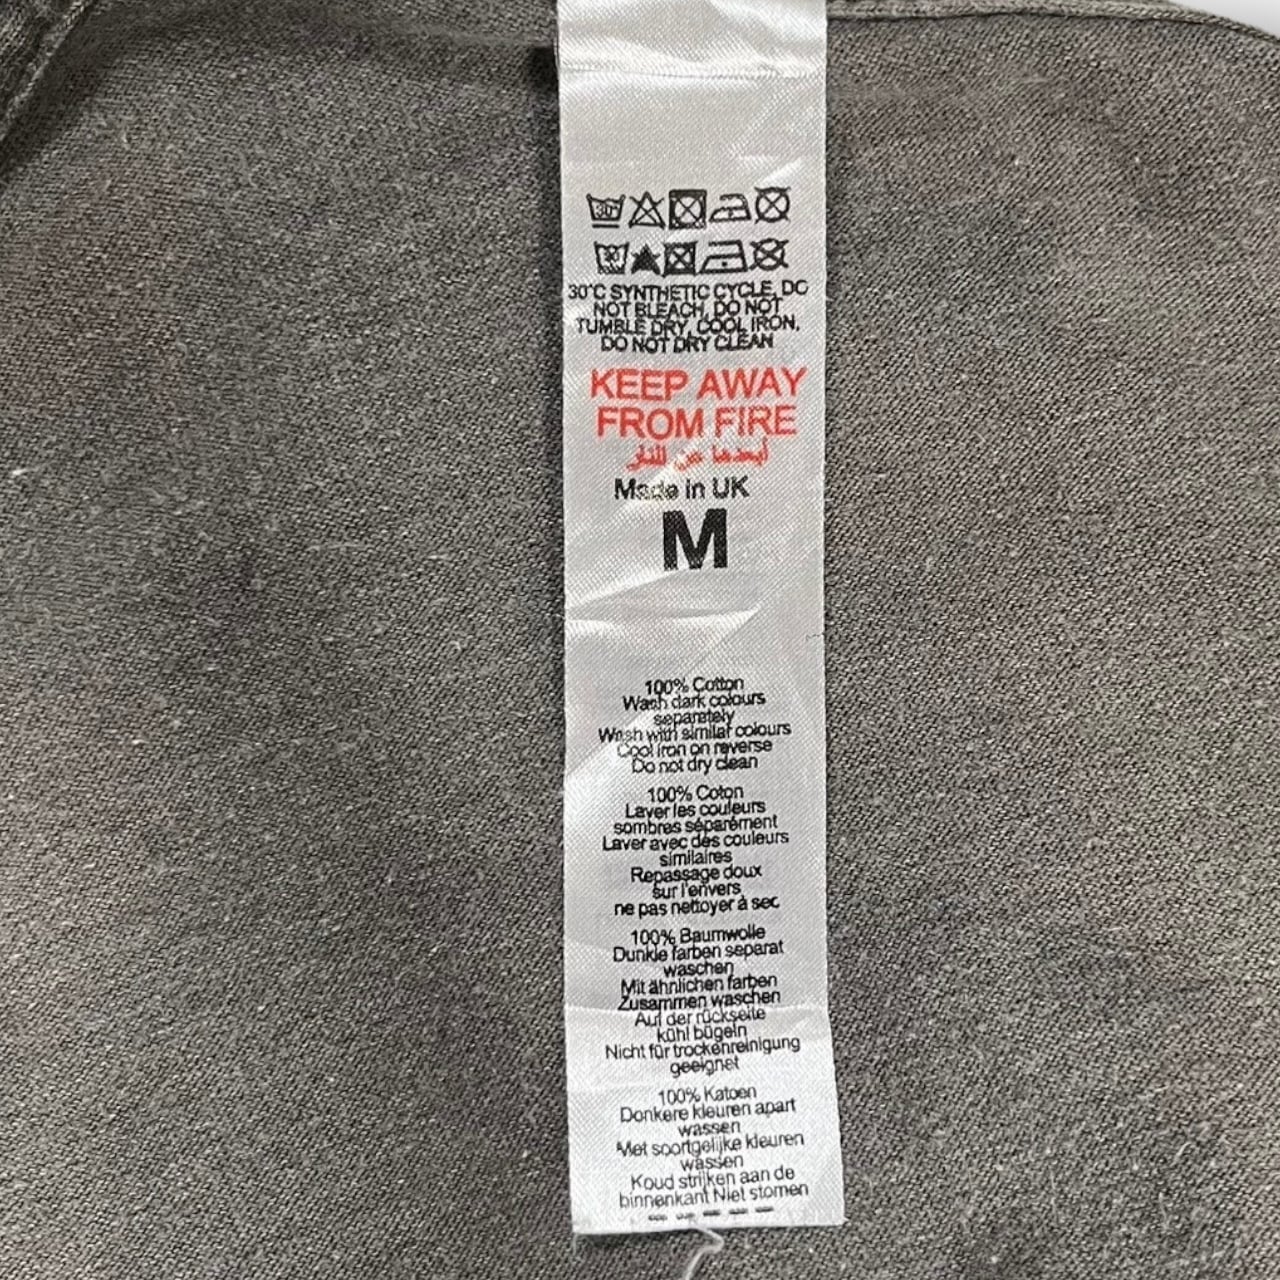 30°
30
30°C SYNTHETIC CYCLE, DO
NOT BLEACH, DO NOT
TUMBLE DRY, COOL IRON,
DO NOT DRY CLEAN
KEEP AWAY
FROM FIRE
أبعدها عن النار
Made in UK
M
100% Cotton
Wash dark colours
separately
Wash with similar colours
Cool iron on reverse
Do not dry clean
100% Coton
Laver les couleurs
sombres séparément
Laver avec des couleurs
similaires
Repassage doux
sur l'envers
ne pas nettoyer à sec
100% Baumwolle
Dunkle farben separat
waschen
Mit ähnlichen farben
Zusammen waschen
Auf der rückseite
kühl bügeln
Nicht für trockenreinigung
geeignet
100% Katoen
Donkere kleuren apart
wassen
Met soortgelijke kleuren
wassen
Koud strijken aan de
binnenkant Niet stomen